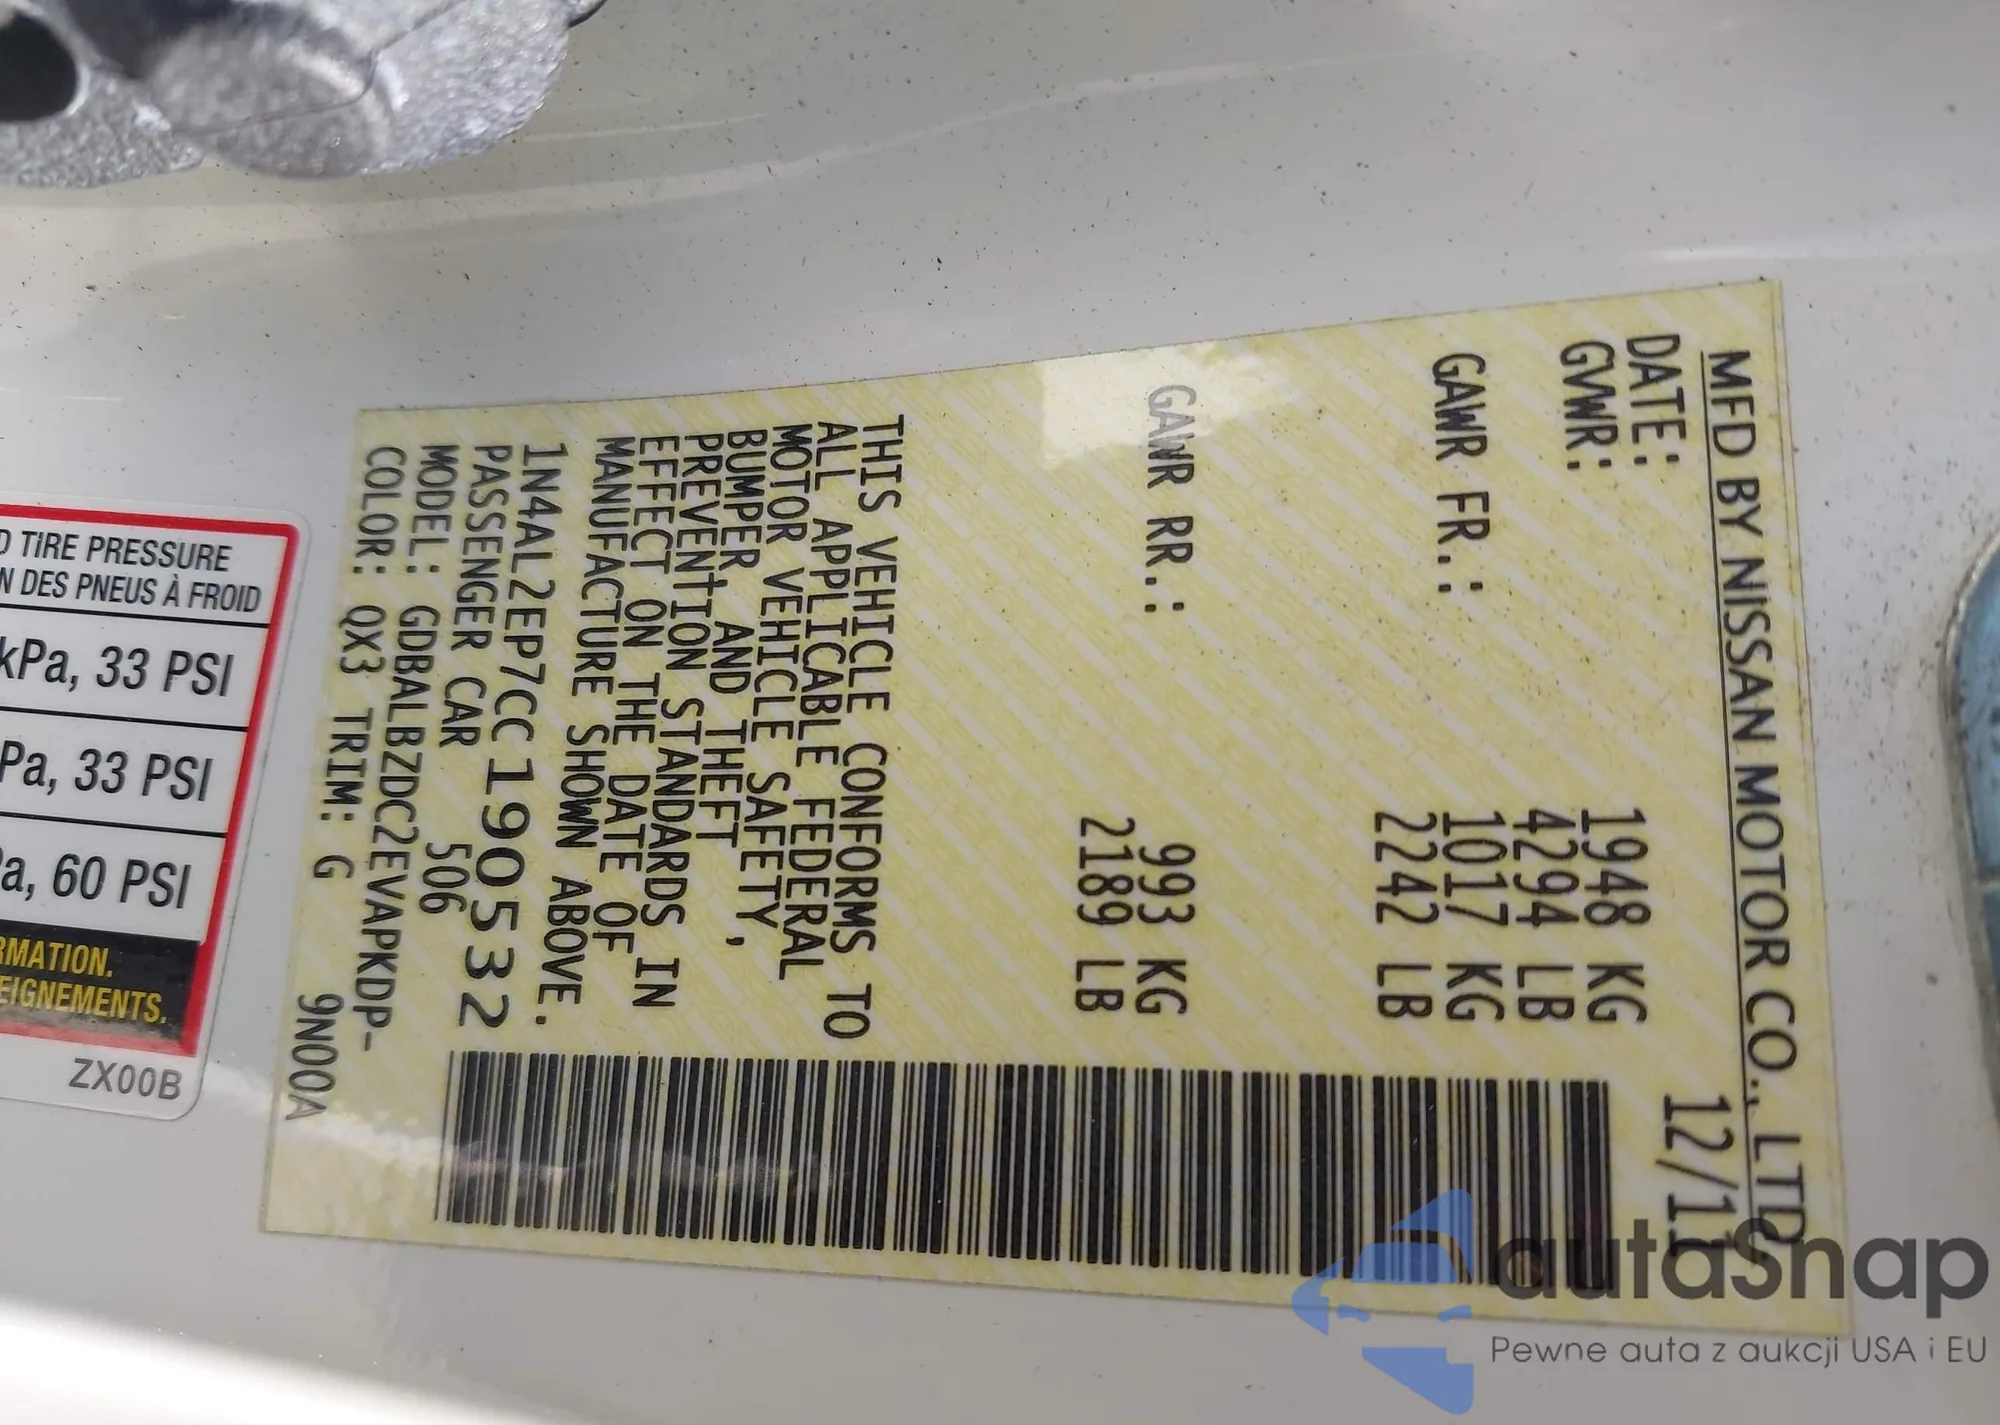 MFD BY NISSAN MOTOR CO., LTD
DATE: 12/11
GVWR: 1948 KG
4294 LB
GAWR FR.: 1017 KG
2242 LB
GAWR RR.: 993 KG
2189 LB
THIS VEHICLE CONFORMS TO
ALL APPLICABLE FEDERAL
MOTOR VEHICLE SAFETY,
BUMPER, AND THEFT
PREVENTION STANDARDS IN
EFFECT ON THE DATE OF
MANUFACTURE SHOWN ABOVE.
1N4AL2EP7CC190532
PASSENGER CAR 506
MODEL: GDBALBZDC2EVAPKDP-
COLOR: QX3 TRIM: G 9N00A
TIRE PRESSURE
DES PNEUS À FROID
kPa, 33 PSI
Pa, 33 PSI
a, 60 PSI
RMATION.
EIGNEMENTS.
ZX00B
autaSnap
Pewne auta z aukcji USA i EU